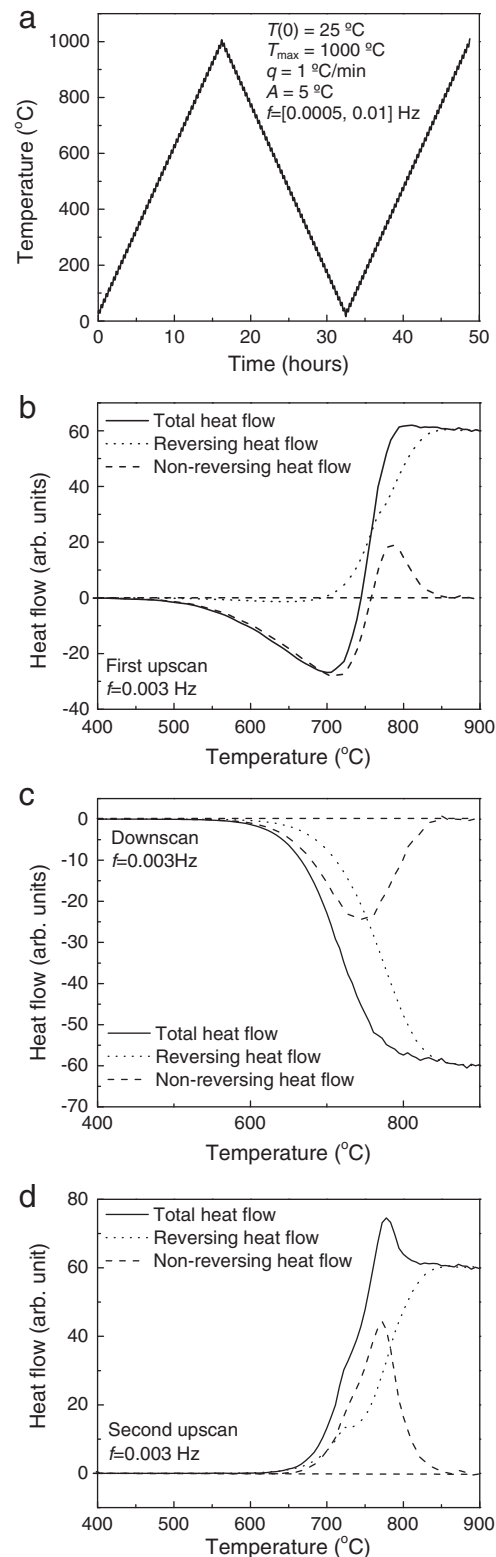 a
T(0) = 25 ºC
Tmax = 1000 ºC
q = 1 ºC/min
A = 5 ºC
f=[0.0005, 0.01] Hz
Temperature (°C)
1000
800
600
400
200
0
0 10 20 30 40 50
Time (hours)
b
Total heat flow
Reversing heat flow
Non-reversing heat flow
Heat flow (arb. units)
60
40
20
0
-20
-40
First upscan
f=0.003 Hz
400 500 600 700 800 900
Temperature (°C)
c
Downscan
f=0.003Hz
Heat flow (arb. units)
0
-10
-20
-30
-40
-50
-60
-70
Total heat flow
Reversing heat flow
Non-reversing heat flow
400 600 800
Temperature (°C)
d
Total heat flow
Reversing heat flow
Non-reversing heat flow
Heat flow (arb. unit)
80
60
40
20
0
Second upscan
f=0.003 Hz
400 500 600 700 800 900
Temperature (°C)